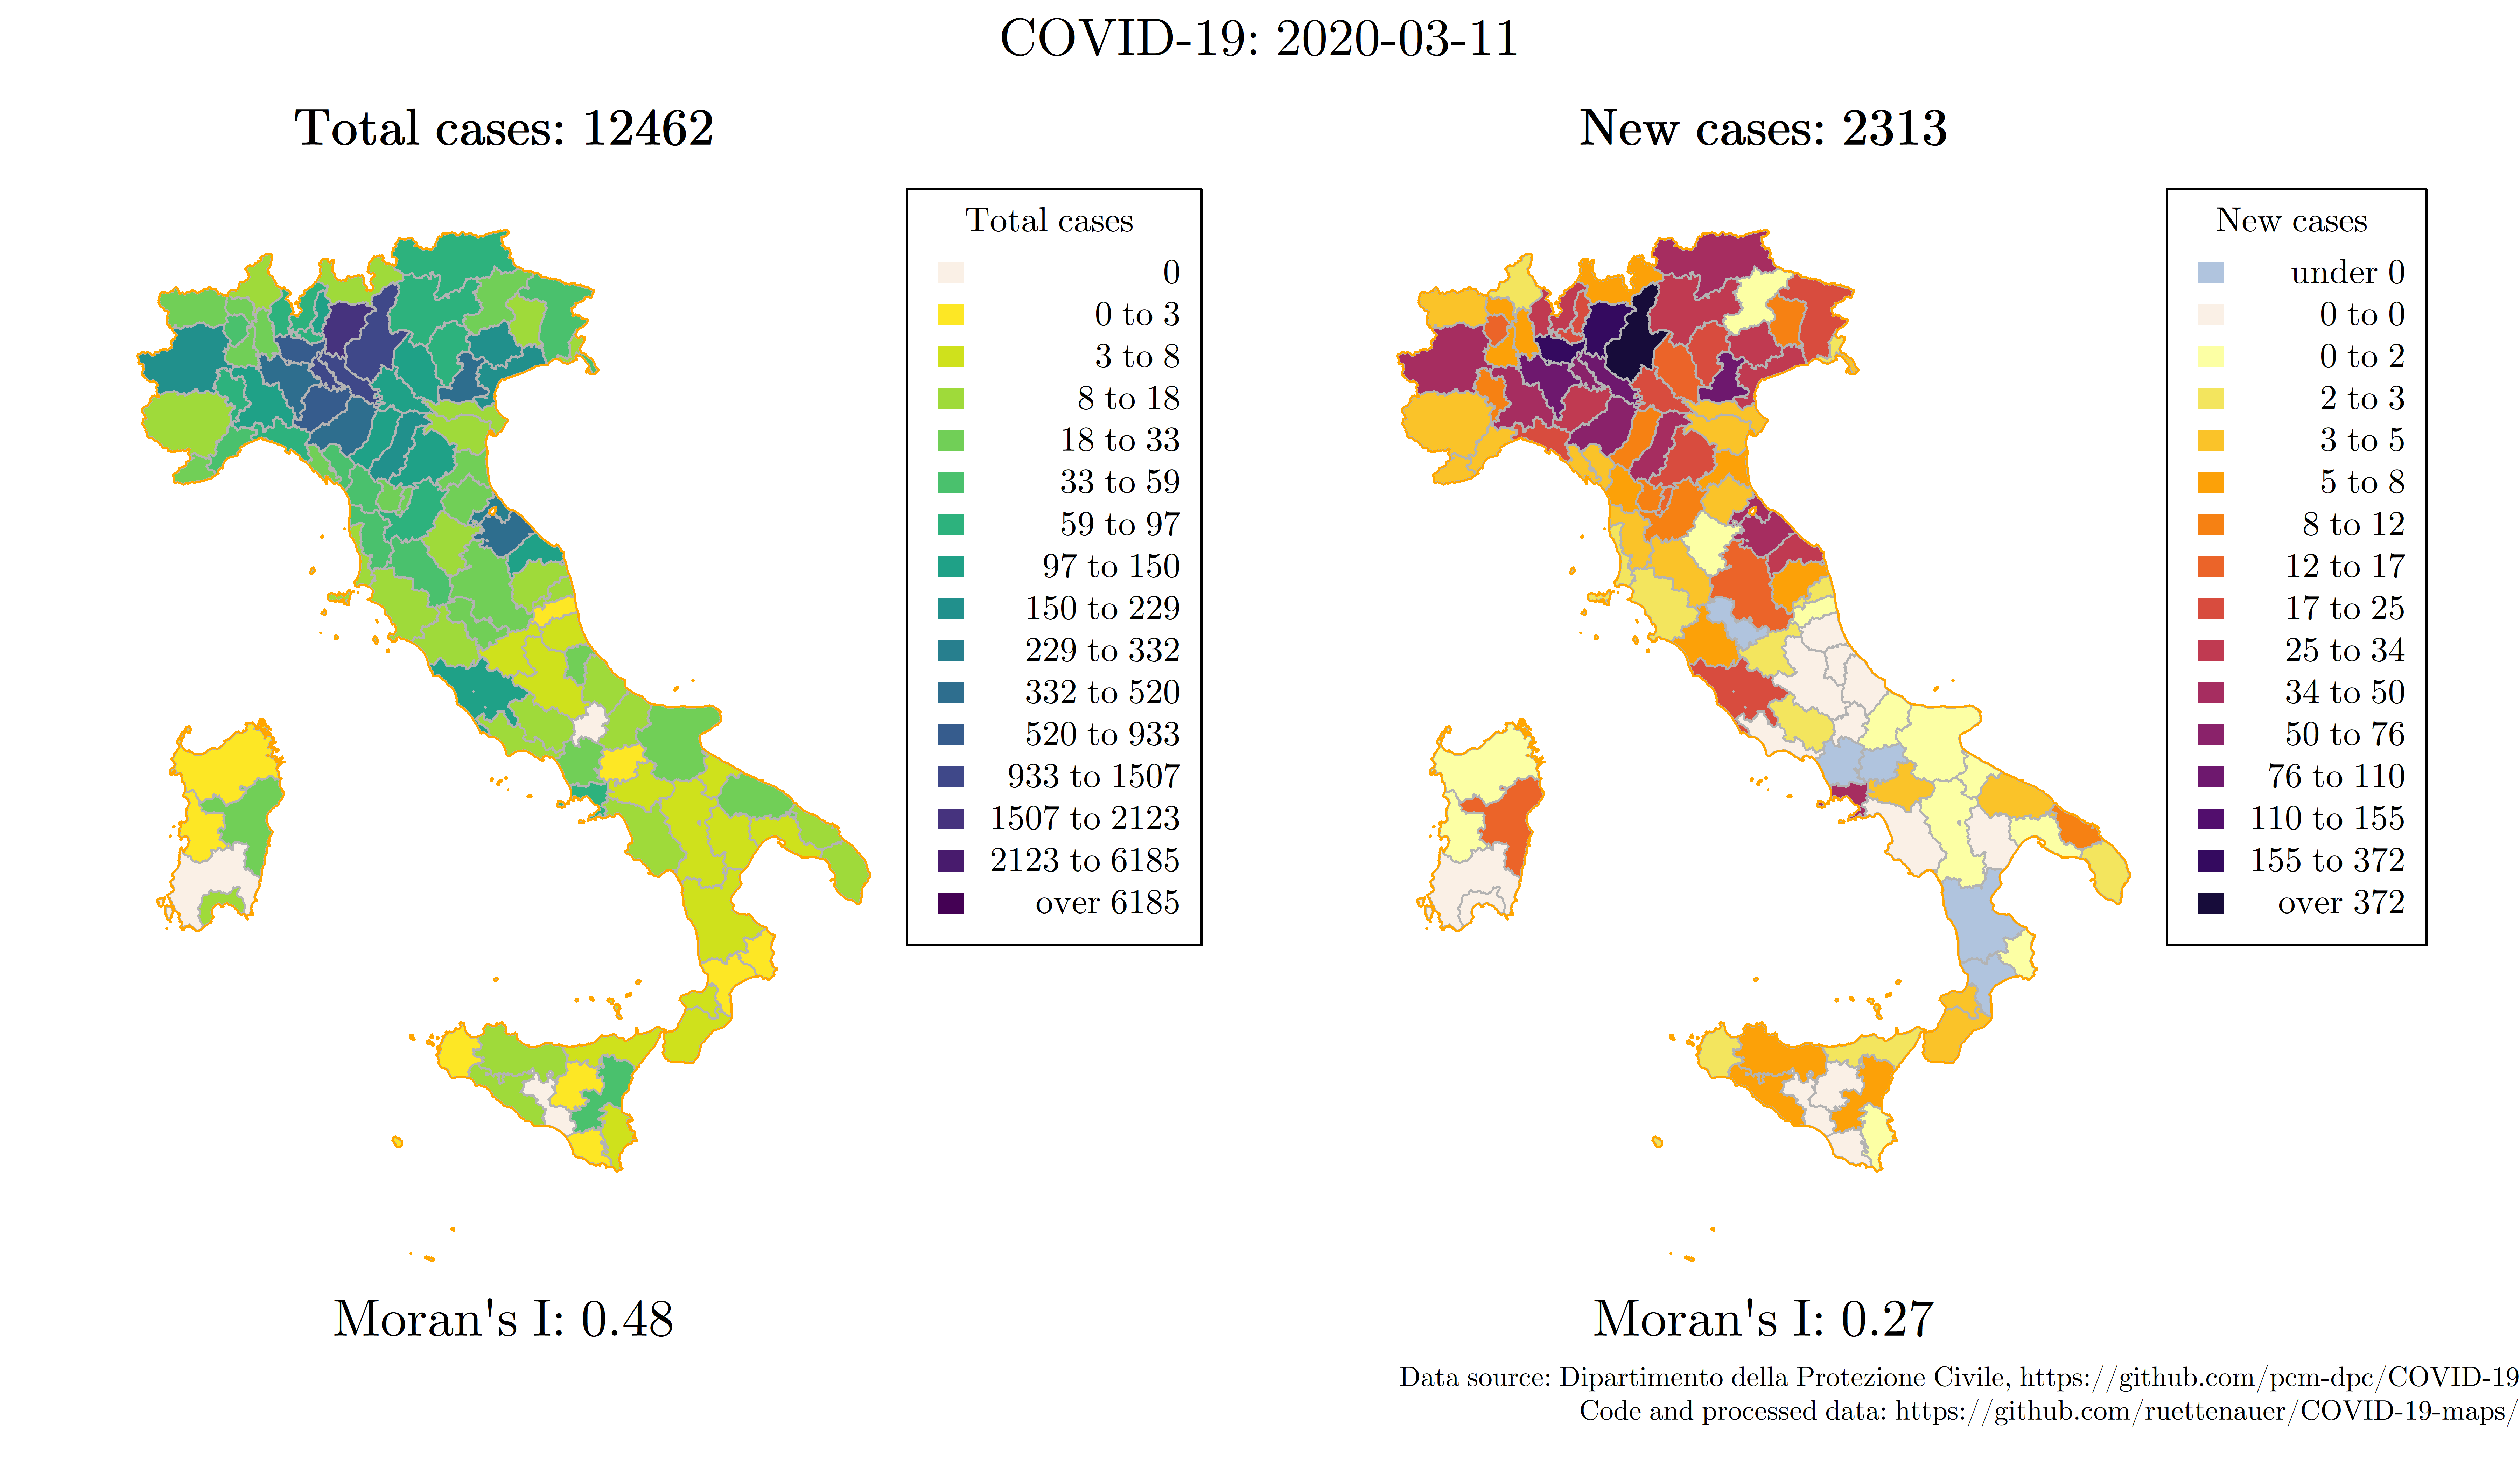 COVID-19: 2020-03-11
Total cases: 12462
Total cases
0
0 to 3
3 to 8
8 to 18
18 to 33
33 to 59
59 to 97
97 to 150
150 to 229
229 to 332
332 to 520
520 to 933
933 to 1507
1507 to 2123
2123 to 6185
over 6185
Moran's I: 0.48
New cases: 2313
New cases
under 0
0 to 0
0 to 2
2 to 3
3 to 5
5 to 8
8 to 12
12 to 17
17 to 25
25 to 34
34 to 50
50 to 76
76 to 110
110 to 155
155 to 372
over 372
Moran's I: 0.27
Data source: Dipartimento della Protezione Civile, https://github.com/pcm-dpc/COVID-19
Code and processed data: https://github.com/ruettenauer/COVID-19-maps/